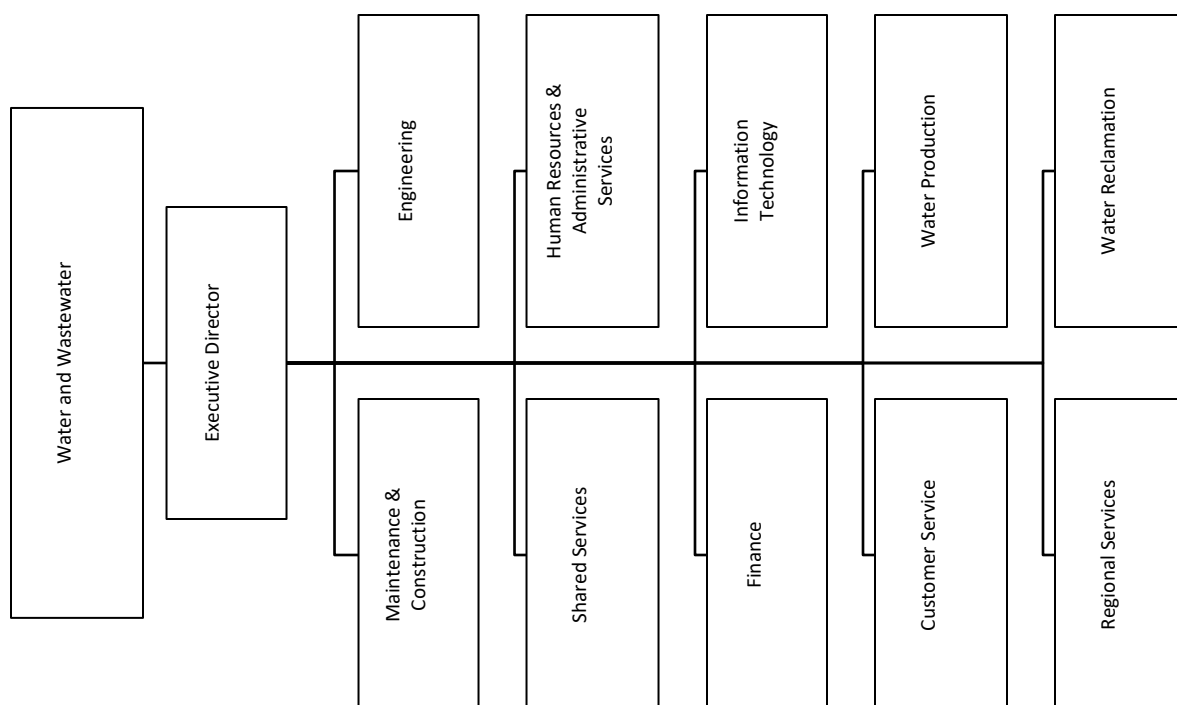 Water and Wastewater
Executive Director
Maintenance &
Construction
Engineering
Shared Services
Human Resources &
Administrative
Services
Finance
Information
Technology
Customer Service
Water Production
Regional Services
Water Reclamation